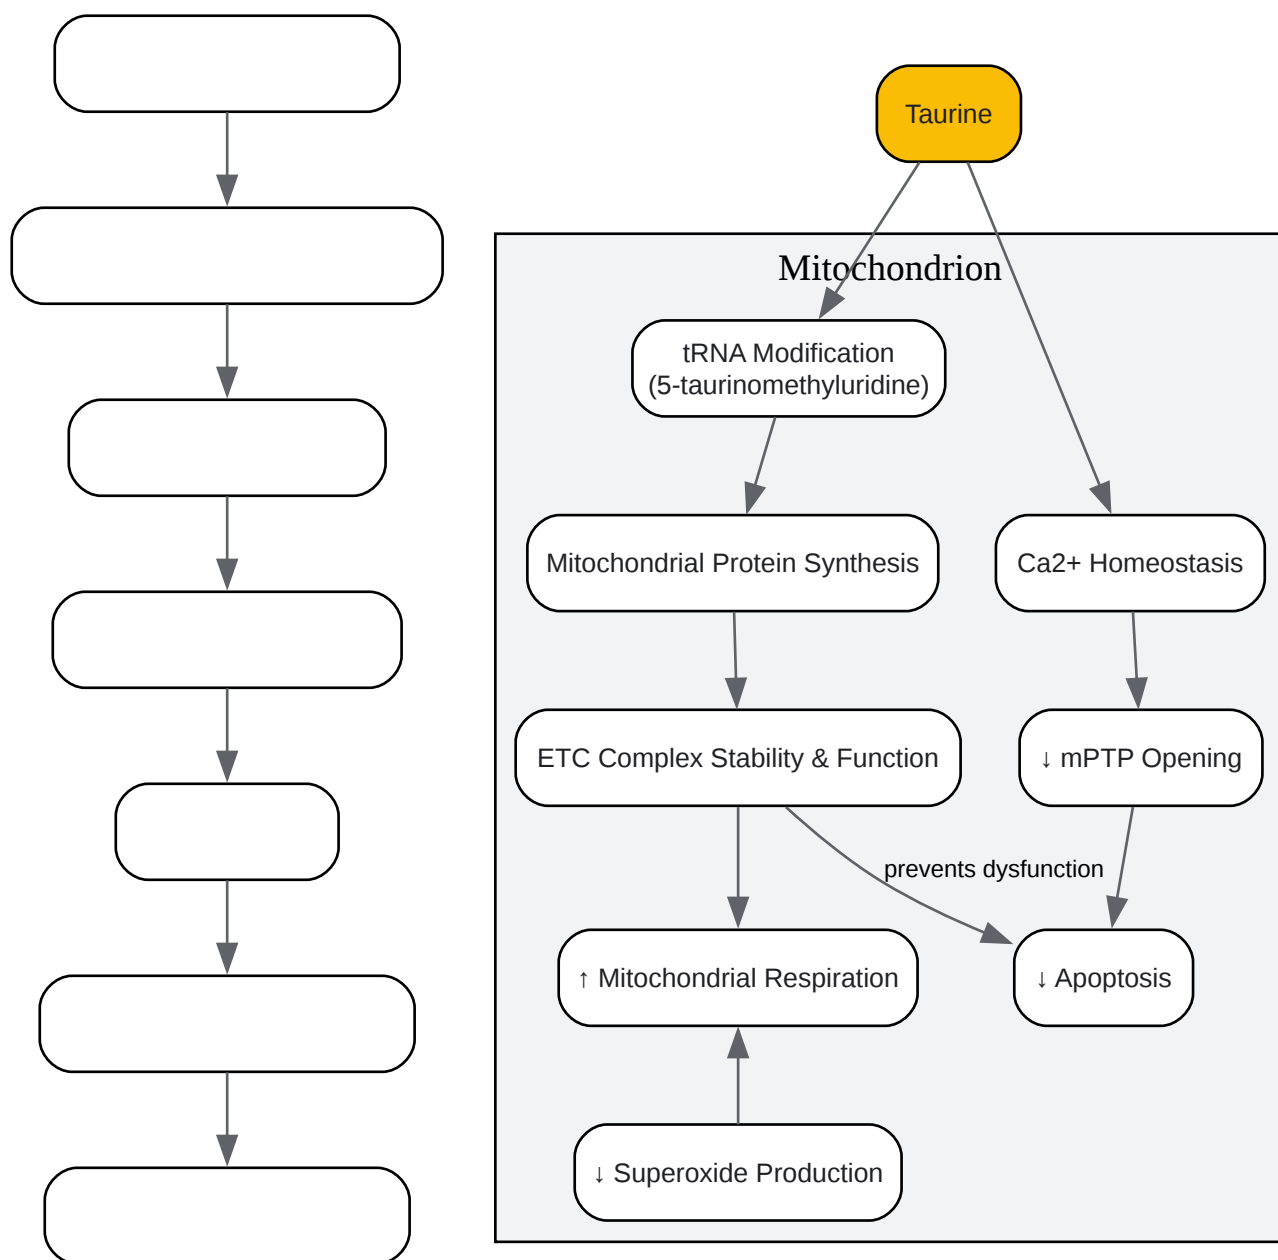 Taurine
Mitochondrion
tRNA Modification
(5-taurinomethyluridine)
Mitochondrial Protein Synthesis
Ca2+ Homeostasis
ETC Complex Stability & Function
↓ mPTP Opening
prevents dysfunction
↑ Mitochondrial Respiration
↓ Apoptosis
↓ Superoxide Production